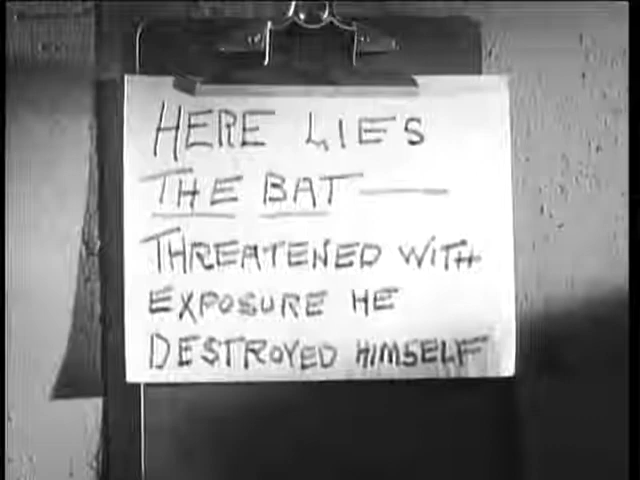 HERE LIES
THE BAT —
THREATENED WITH
EXPOSURE HE
DESTROYED HIMSELF